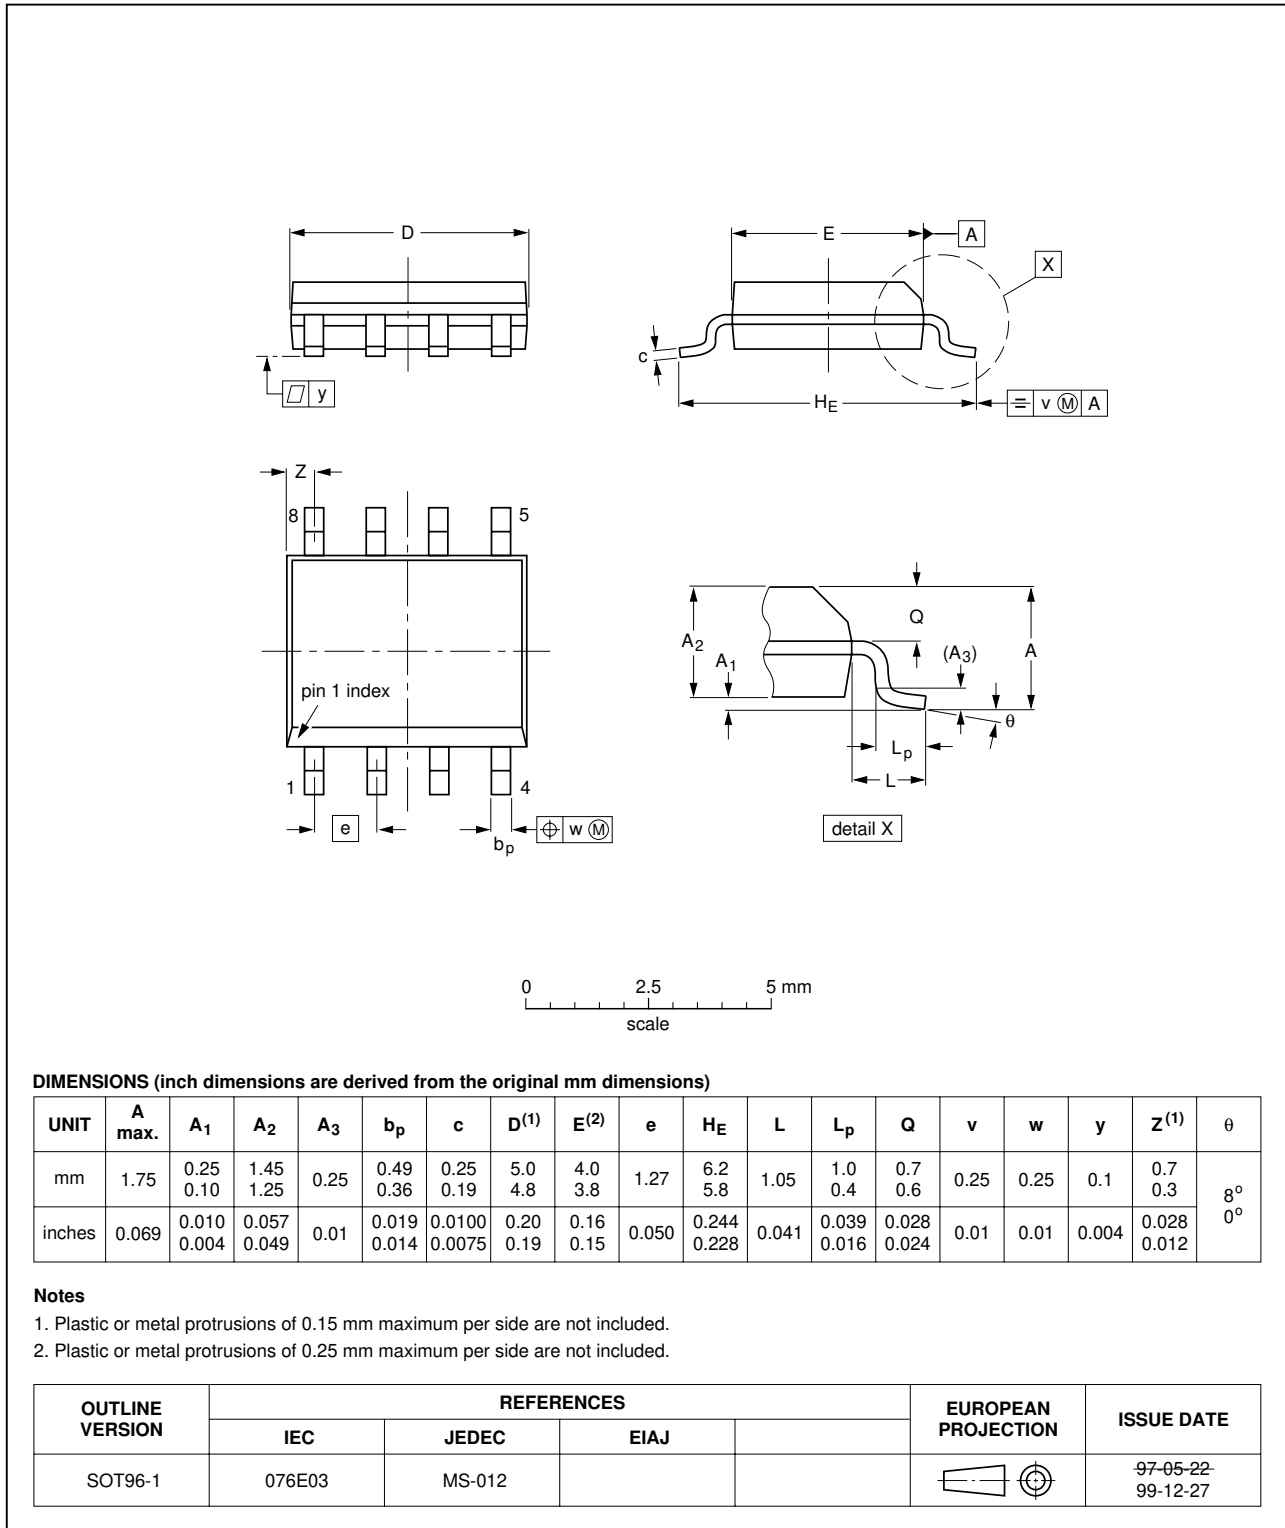 D
E
A
X
c
y
HE
v Ⓜ A
Z
8
5
pin 1 index
1
4
e
w Ⓜ
bp
A2
A1
Q
(A3)
A
θ
Lp
L
detail X
0 2.5 5 mm
scale
DIMENSIONS (inch dimensions are derived from the original mm dimensions)
UNIT A max. A1 A2 A3 bp c D(1) E(2) e HE L Lp Q v w y Z(1) θ
mm 1.75 0.25 0.10 1.45 1.25 0.25 0.49 0.36 0.25 0.19 5.0 4.8 4.0 3.8 1.27 6.2 5.8 1.05 1.0 0.4 0.7 0.6 0.25 0.25 0.1 0.7 0.3 8o 0o
inches 0.069 0.010 0.004 0.057 0.049 0.01 0.019 0.014 0.0100 0.0075 0.20 0.19 0.16 0.15 0.050 0.244 0.228 0.041 0.039 0.016 0.028 0.024 0.01 0.01 0.004 0.028 0.012
Notes
1. Plastic or metal protrusions of 0.15 mm maximum per side are not included.
2. Plastic or metal protrusions of 0.25 mm maximum per side are not included.
OUTLINE VERSION REFERENCES EUROPEAN PROJECTION ISSUE DATE
IEC JEDEC EIAJ
SOT96-1 076E03 MS-012 97-05-22
99-12-27